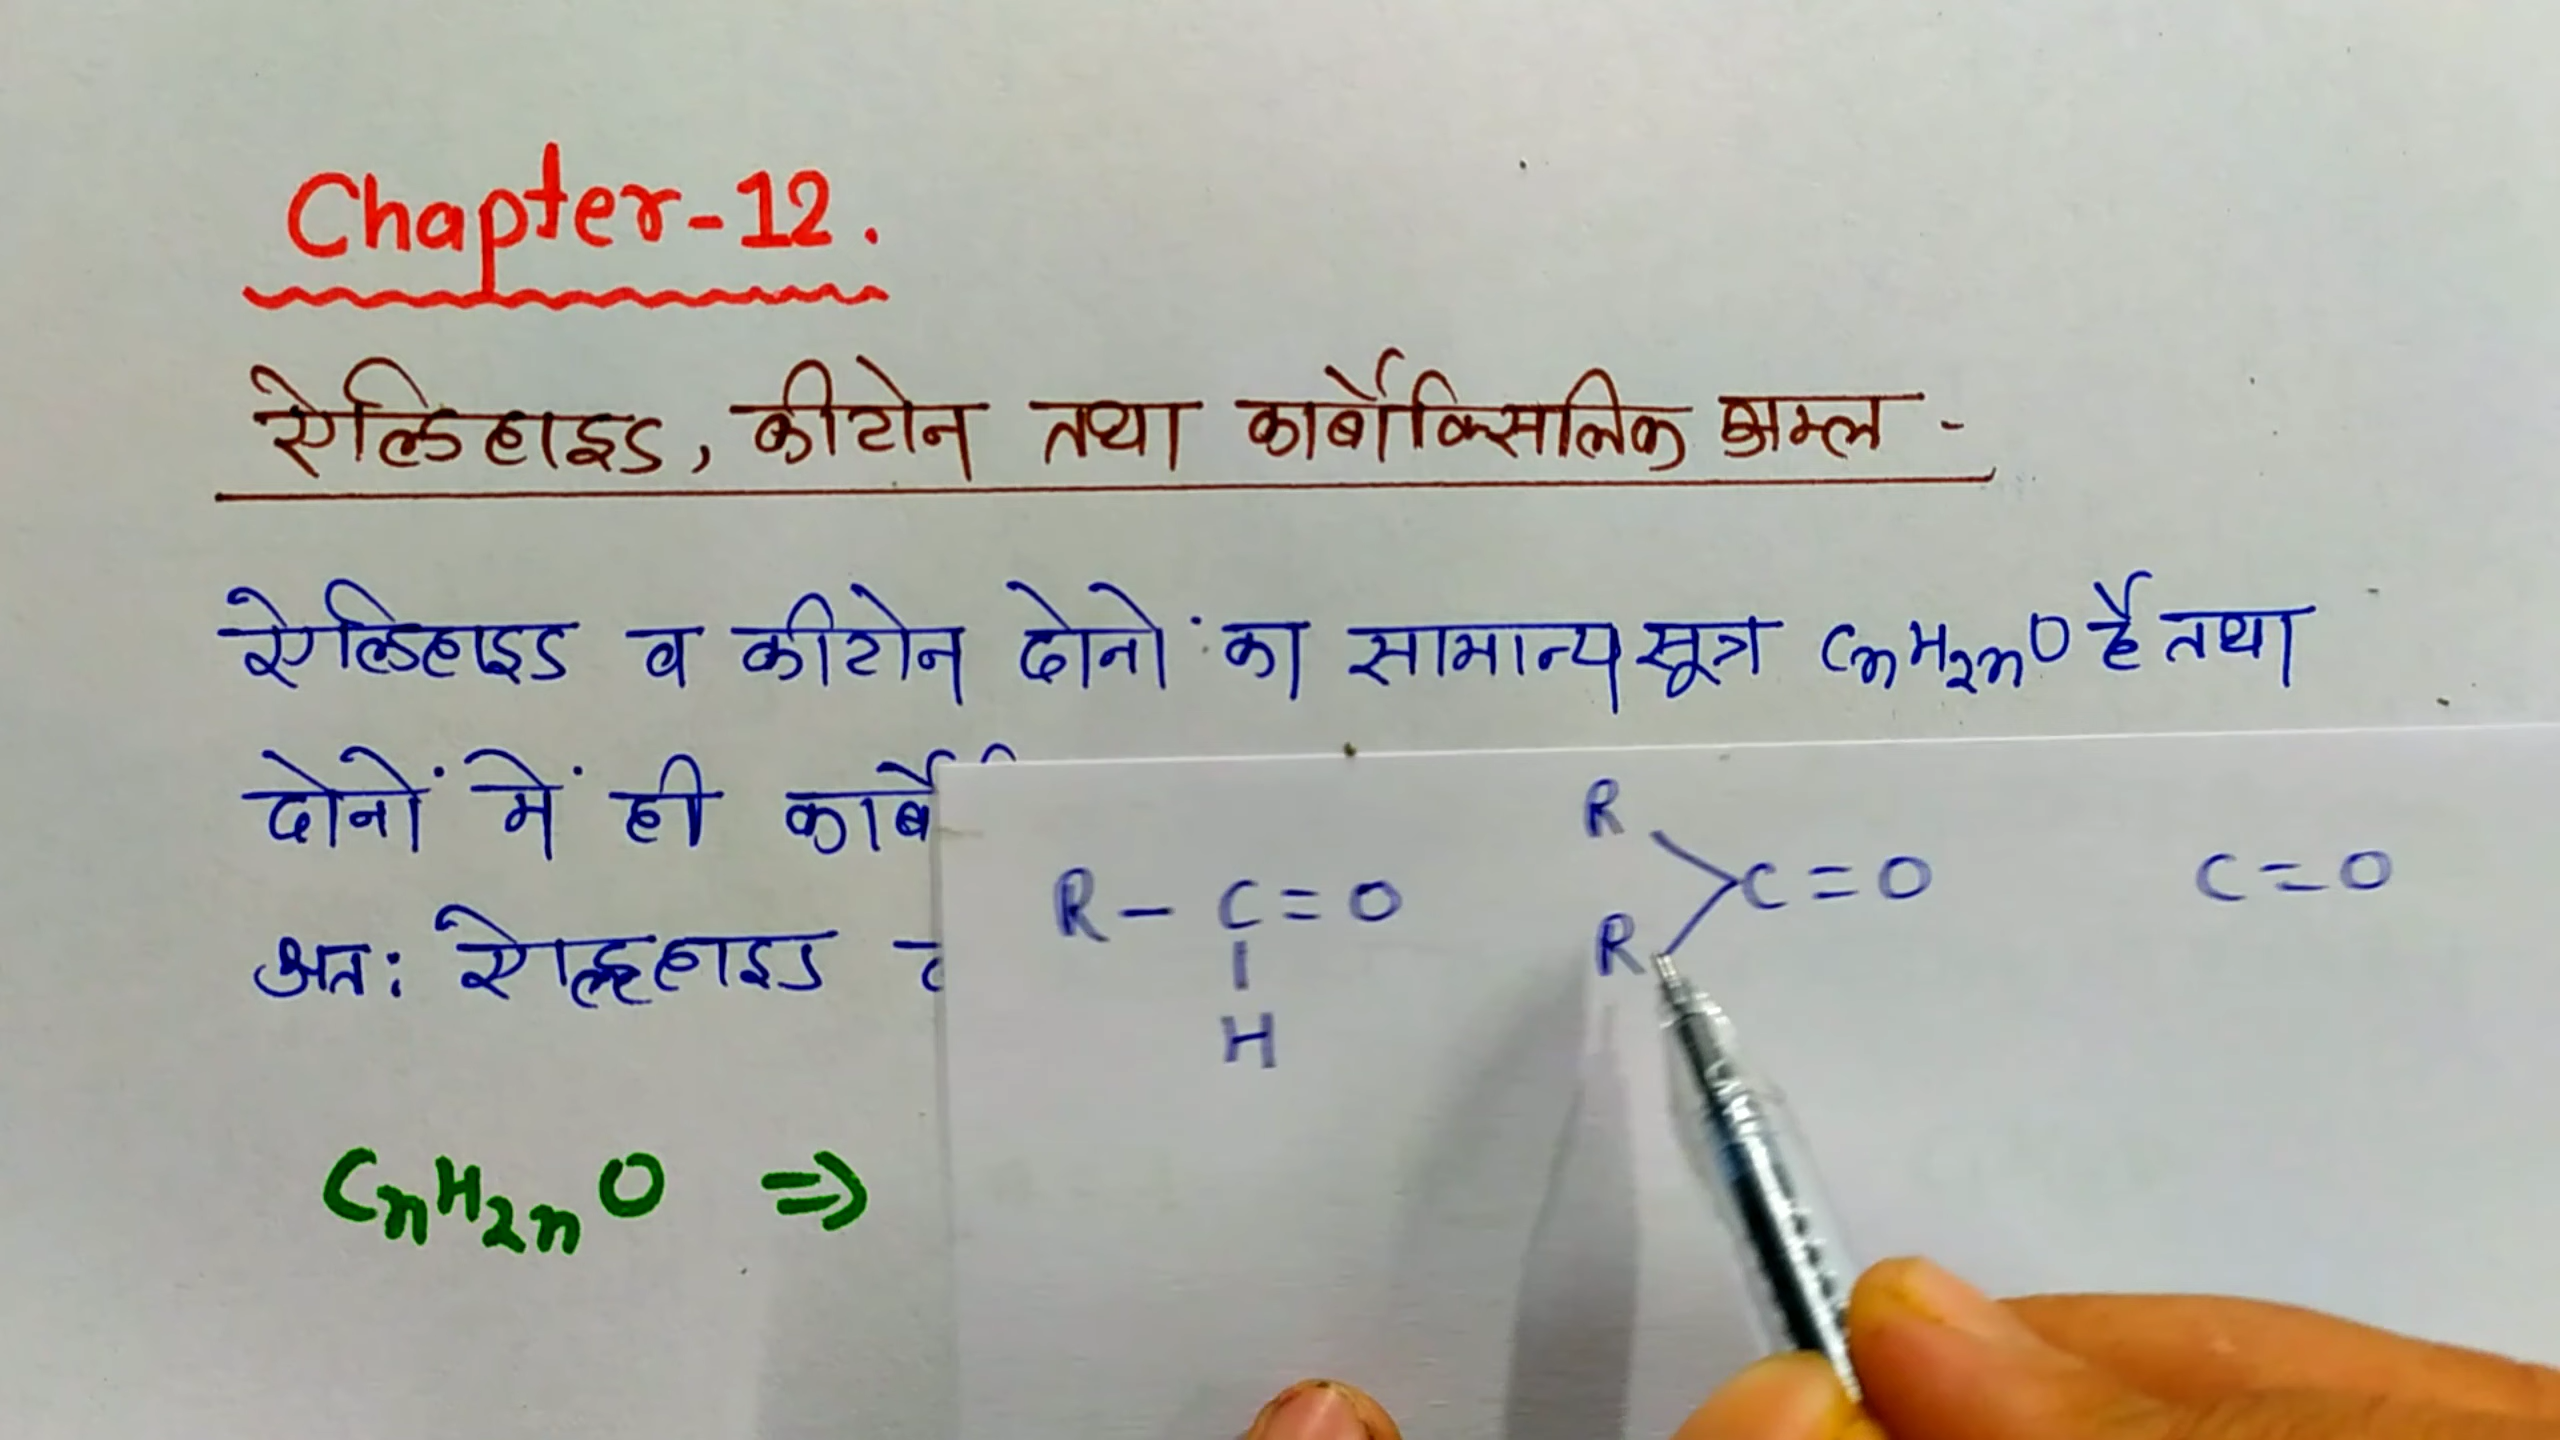 Chapter-12.
ऐल्डिहाइड, कीटोन तथा कार्बोक्सिलिक अम्ल -
ऐल्डिहाइड व कीटोन दोनों का सामान्य सूत्र CnH2nO है तथा
दोनों में ही
अतः ऐल्डिहाइड
R - C = O
|
H
R
R
C = O
C = O
CnH2nO ⇒